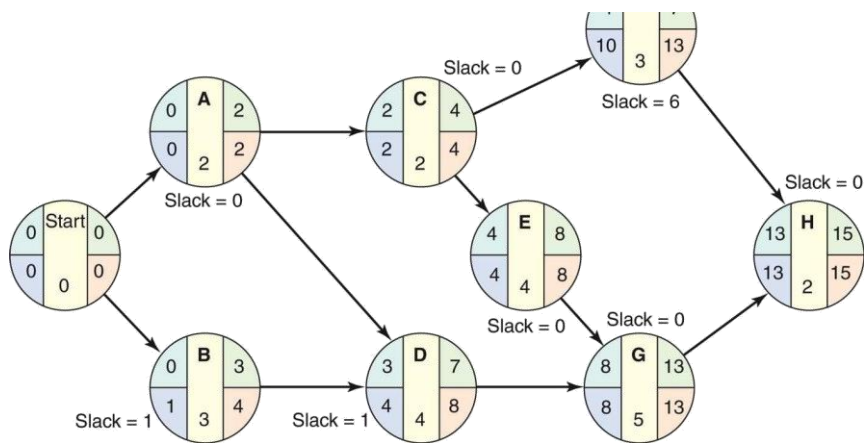 10 3 13
Slack = 6
Slack = 0
A
0 2
0 2
2
Slack = 0
C
2 4
2 4
2
Start
0 0
0 0
0
E
4 8
4 8
4
Slack = 0
Slack = 0
H
13 15
13 15
2
B
0 3
1 4
3
Slack = 1
D
3 7
4 8
4
Slack = 1
Slack = 0
G
8 13
8 13
5